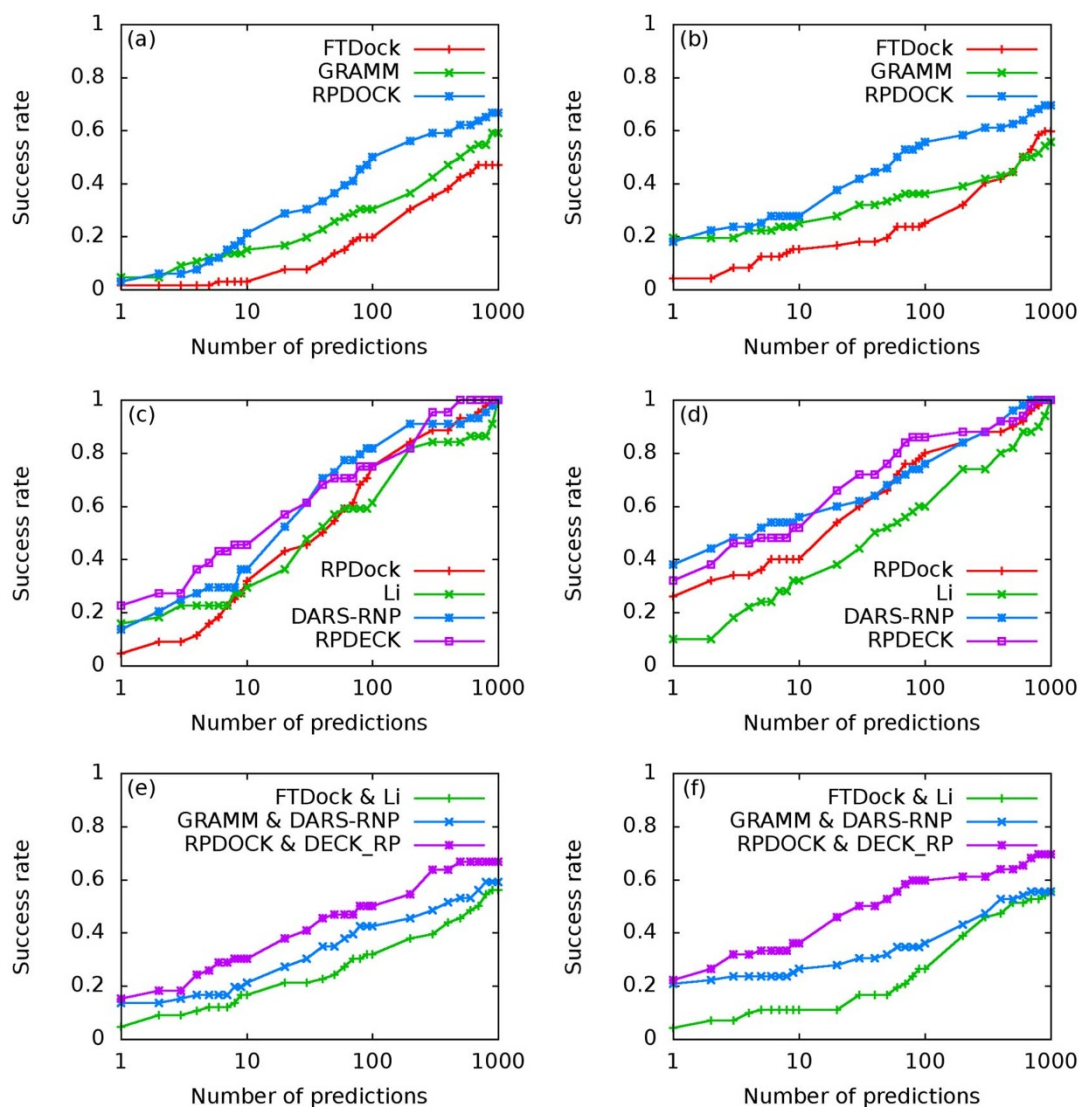 (a)
FTDock
GRAMM
RPDOCK
Success rate
1
0.8
0.6
0.4
0.2
0
1 10 100 1000
Number of predictions
(b)
FTDock
GRAMM
RPDOCK
Success rate
1
0.8
0.6
0.4
0.2
0
1 10 100 1000
Number of predictions
(c)
RPDock
Li
DARS-RNP
RPDECK
Success rate
1
0.8
0.6
0.4
0.2
0
1 10 100 1000
Number of predictions
(d)
RPDock
Li
DARS-RNP
RPDECK
Success rate
1
0.8
0.6
0.4
0.2
0
1 10 100 1000
Number of predictions
(e)
FTDock & Li
GRAMM & DARS-RNP
RPDOCK & DECK_RP
Success rate
1
0.8
0.6
0.4
0.2
0
1 10 100 1000
Number of predictions
(f)
FTDock & Li
GRAMM & DARS-RNP
RPDOCK & DECK_RP
Success rate
1
0.8
0.6
0.4
0.2
0
1 10 100 1000
Number of predictions